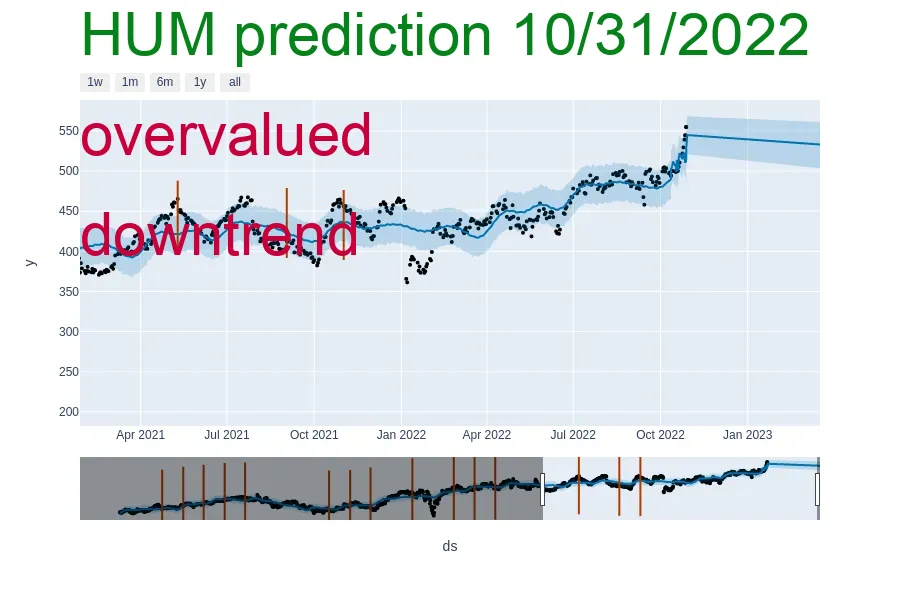 HUM prediction 10/31/2022
1w 1m 6m 1y all
overvalued
downtrend
550
500
450
400
350
300
250
200
y
Apr 2021 Jul 2021 Oct 2021 Jan 2022 Apr 2022 Jul 2022 Oct 2022 Jan 2023
ds